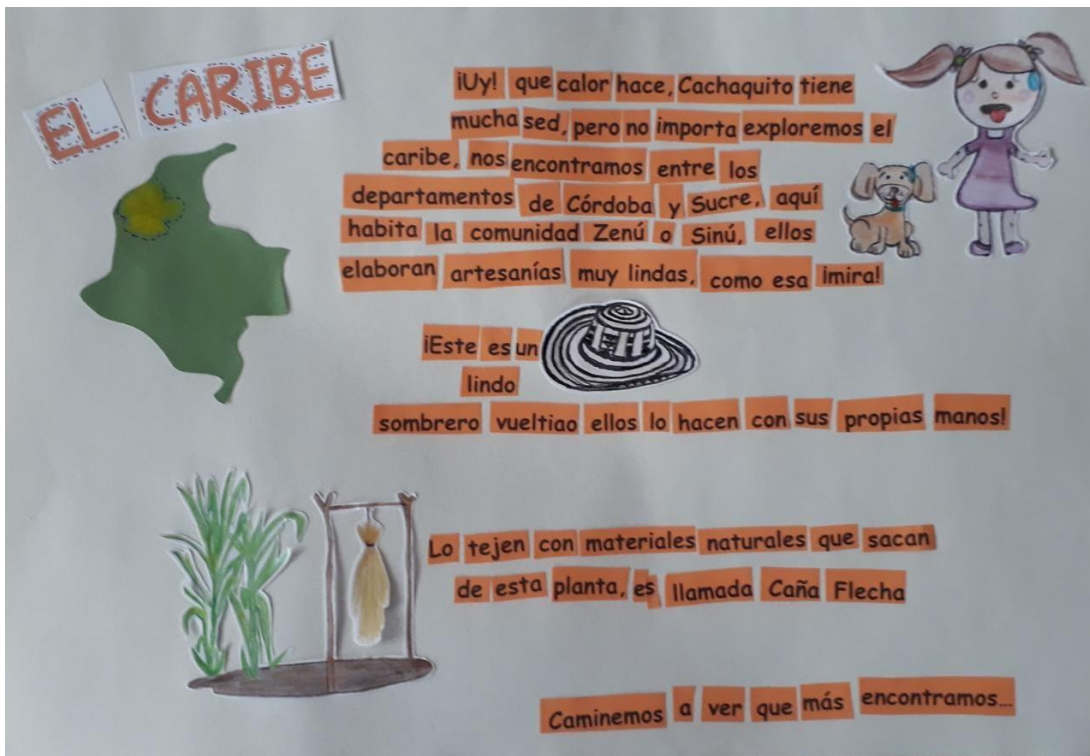 EL CARIBE
¡Uy! que calor hace, Cachaquito tiene
mucha sed, pero no importa exploremos el
caribe, nos encontramos entre los
departamentos de Córdoba y Sucre, aquí
habita la comunidad Zenú o Sinú, ellos
elaboran artesanías muy lindas, como esa ¡mira!
¡Este es un
lindo
sombrero vueltiao ellos lo hacen con sus propias manos!
Lo tejen con materiales naturales que sacan
de esta planta, es llamada Caña Flecha
Caminemos a ver que más encontramos...